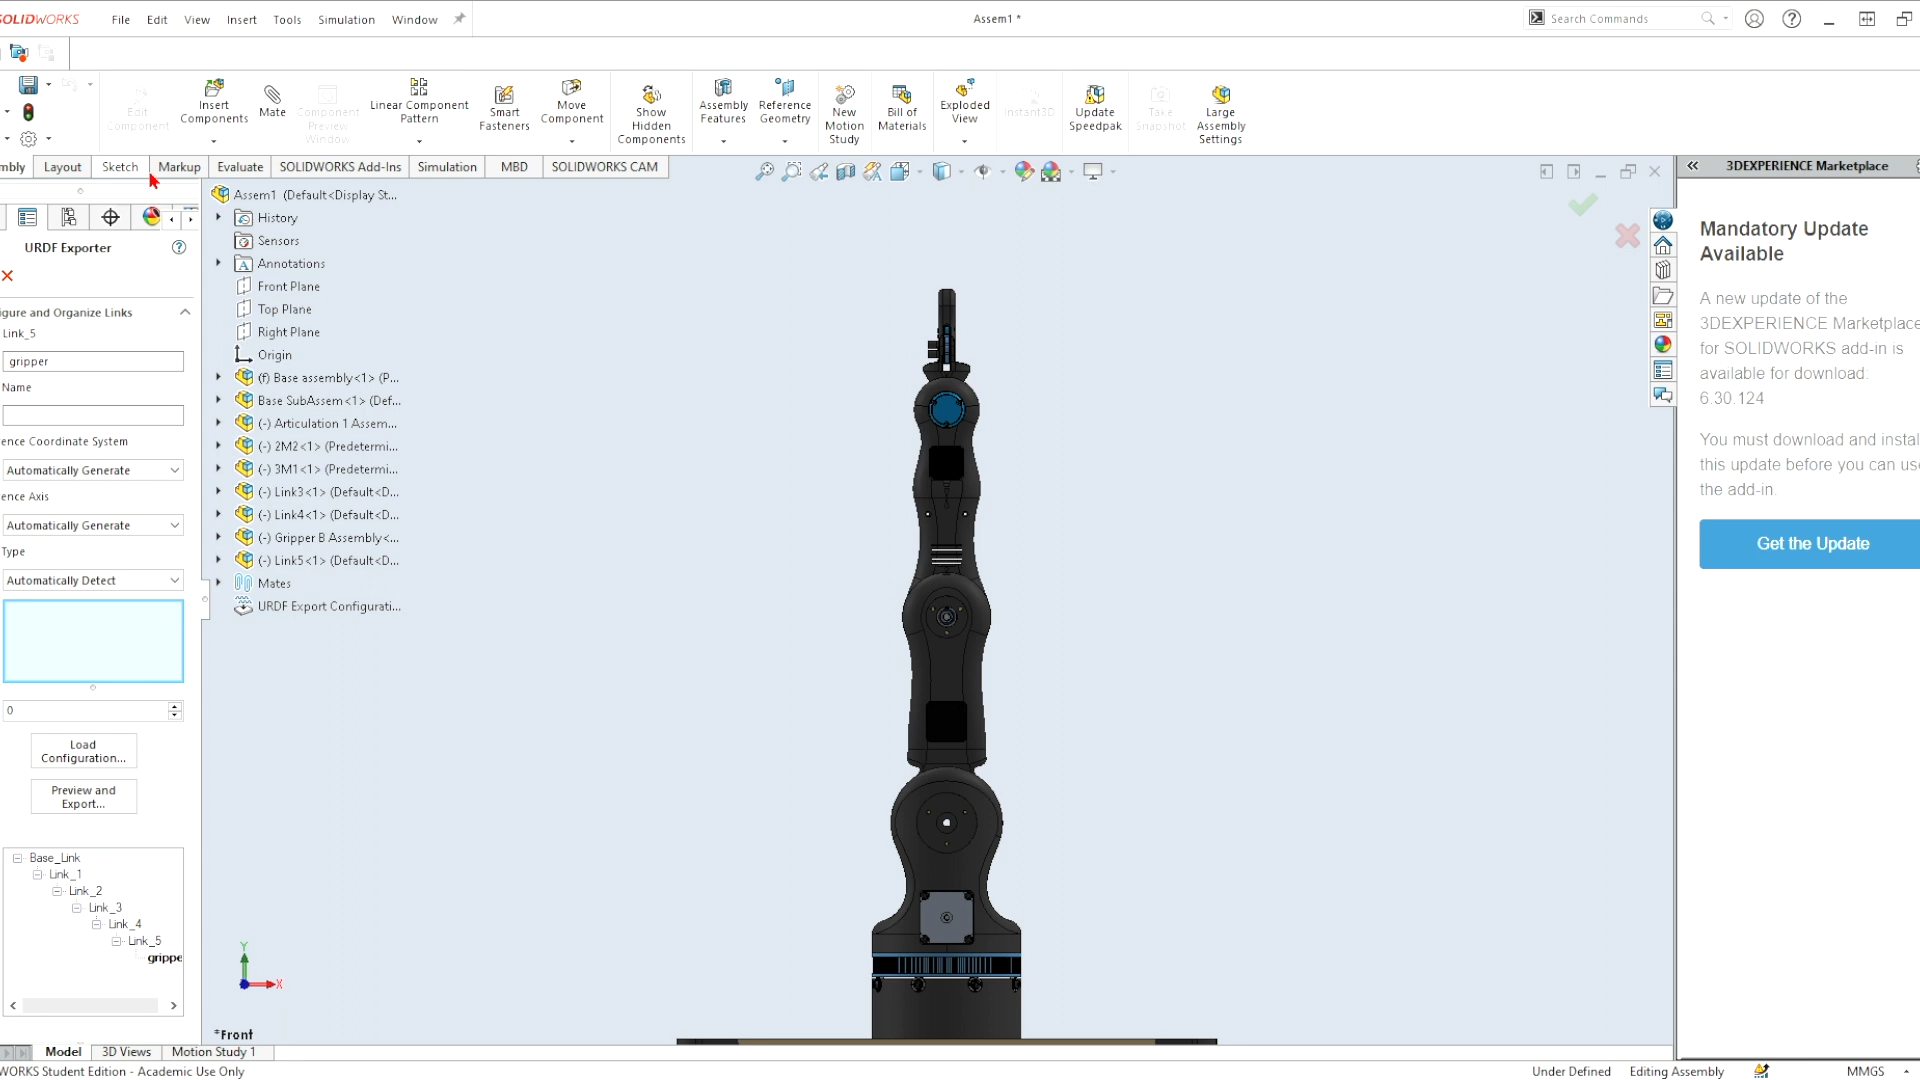 SOLIDWORKS File Edit View Insert Tools Simulation Window Assem1 * Search Commands
Edit Component
Insert Components
Mate
Component Preview Window
Linear Component Pattern
Smart Fasteners
Move Component
Show Hidden Components
Assembly Features
Reference Geometry
New Motion Study
Bill of Materials
Exploded View
Instant3D
Update Speedpak
Take Snapshot
Large Assembly Settings
mbly Layout Sketch Markup Evaluate SOLIDWORKS Add-Ins Simulation MBD SOLIDWORKS CAM
URDF Exporter
igure and Organize Links
Link_5
gripper
Name
ence Coordinate System
Automatically Generate
ence Axis
Automatically Generate
Type
Automatically Detect
0
Load
Configuration...
Preview and
Export...
Base_Link
Link_1
Link_2
Link_3
Link_4
Link_5
grippe
Assem1 (Default<Display St...
History
Sensors
Annotations
Front Plane
Top Plane
Right Plane
Origin
(f) Base assembly<1> (P...
Base SubAssem<1> (Def...
(-) Articulation 1 Assem...
(-) 2M2<1> (Predetermi...
(-) 3M1<1> (Predetermi...
(-) Link3<1> (Default<D...
(-) Link4<1> (Default<D...
(-) Gripper B Assembly<...
(-) Link5<1> (Default<D...
Mates
URDF Export Configurati...
Y
X
*Front
3DEXPERIENCE Marketplace
Mandatory Update
Available
A new update of the
3DEXPERIENCE Marketplace
for SOLIDWORKS add-in is
available for download:
6.30.124
You must download and instal
this update before you can us
the add-in.
Get the Update
Model 3D Views Motion Study 1
WORKS Student Edition - Academic Use Only
Under Defined Editing Assembly MMGS